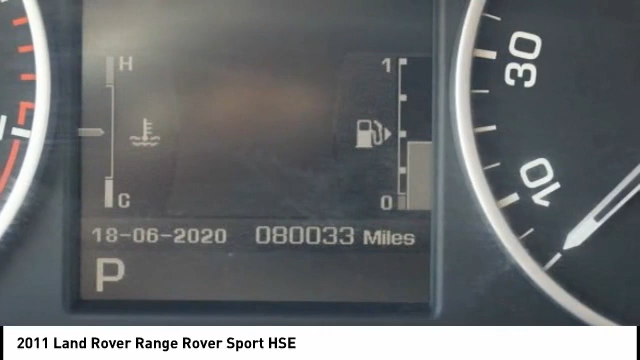 H 1
30
C 0
10
18-06-2020 080033 Miles
P
2011 Land Rover Range Rover Sport HSE